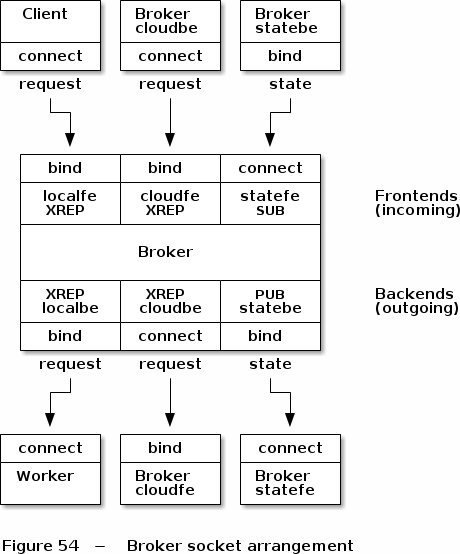 Client
Broker
cloudbe
Broker
statebe
connect
connect
bind
request
request
state
bind
bind
connect
localfe
XREP
cloudfe
XREP
statefe
SUB
Frontends
(incoming)
Broker
XREP
localbe
XREP
cloudbe
PUB
statebe
Backends
(outgoing)
bind
connect
bind
request
request
state
connect
bind
connect
Worker
Broker
cloudfe
Broker
statefe
Figure 54 – Broker socket arrangement